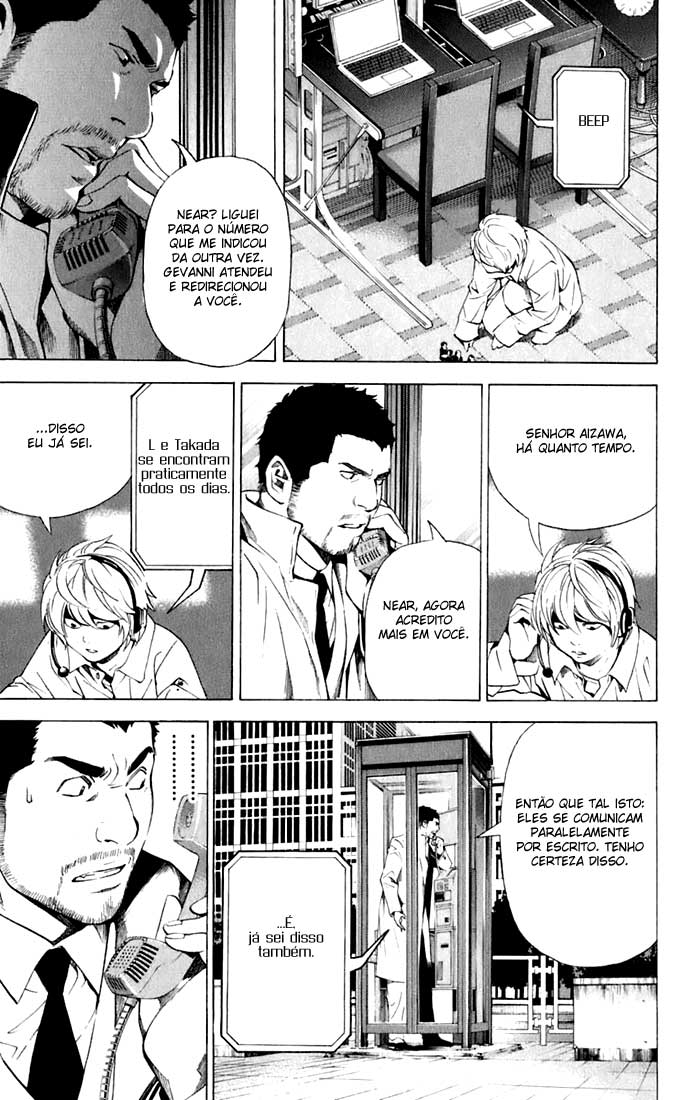 BEEP
NEAR? LIGUEI
PARA O NÚMERO
QUE ME INDICOU
DA OUTRA VEZ.
GEVANNI ATENDEU
E REDIRECIONOU
A VOCÊ.
SENHOR AIZAWA,
HÁ QUANTO TEMPO.
NEAR, AGORA
ACREDITO
MAIS EM VOCÊ.
L e Takada
se encontram
praticamente
todos os dias.
...DISSO
EU JÁ SEI.
ENTÃO QUE TAL ISTO:
ELES SE COMUNICAM
PARALELAMENTE
POR ESCRITO. TENHO
CERTEZA DISSO.
...É,
já sei disso
também.